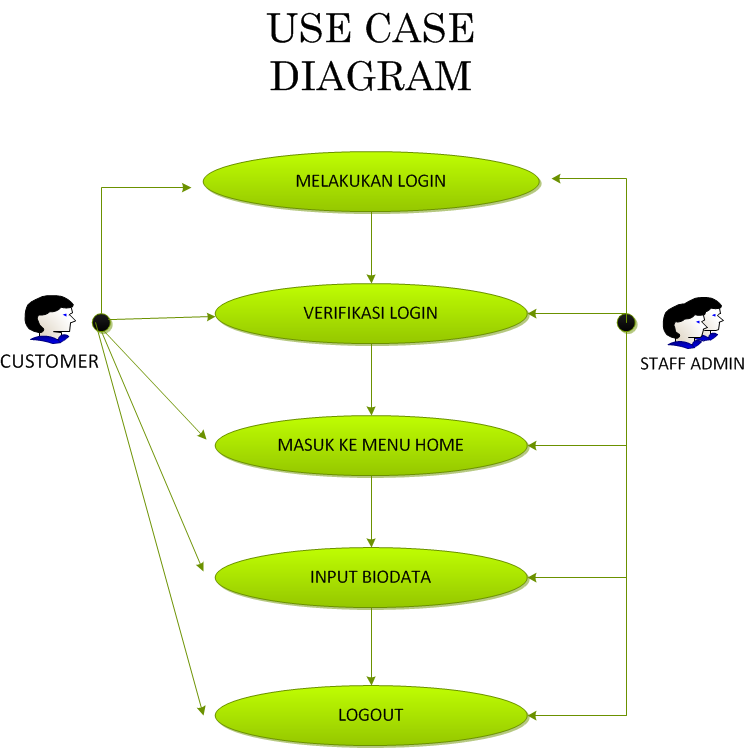 USE CASE
DIAGRAM
MELAKUKAN LOGIN
VERIFIKASI LOGIN
CUSTOMER
STAFF ADMIN
MASUK KE MENU HOME
INPUT BIODATA
LOGOUT